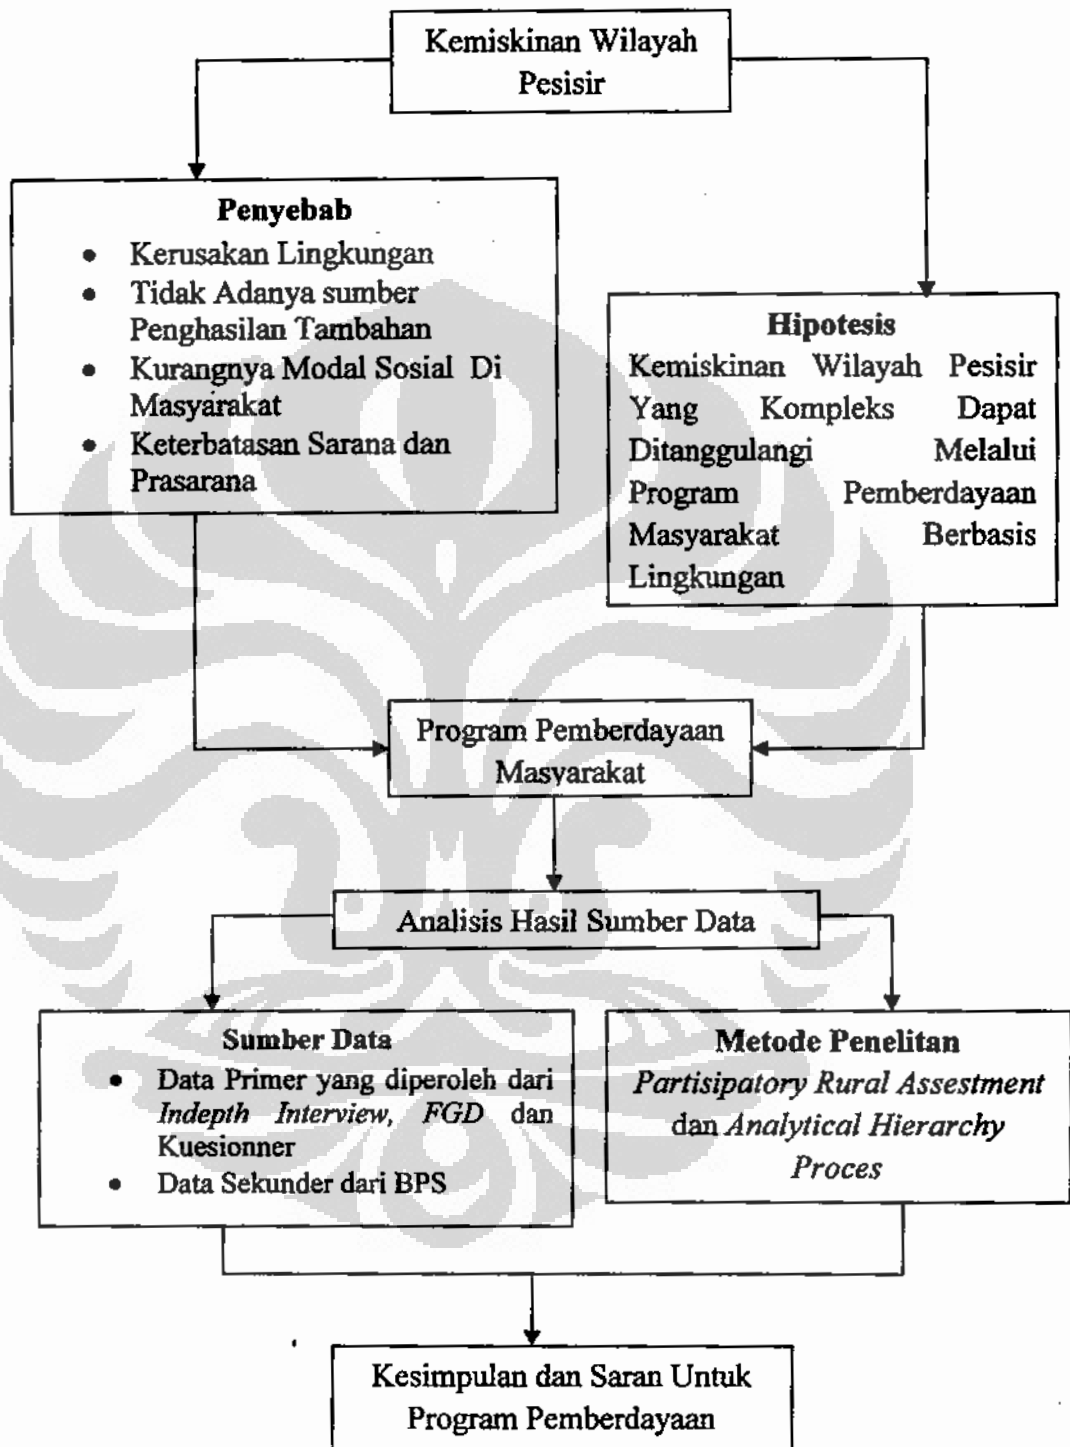 Kemiskinan Wilayah
Pesisir
Penyebab
• Kerusakan Lingkungan
• Tidak Adanya sumber
Penghasilan Tambahan
• Kurangnya Modal Sosial Di
Masyarakat
• Keterbatasan Sarana dan
Prasarana
Hipotesis
Kemiskinan Wilayah Pesisir
Yang Kompleks Dapat
Ditanggulangi Melalui
Program Pemberdayaan
Masyarakat Berbasis
Lingkungan
Program Pemberdayaan
Masyarakat
Analisis Hasil Sumber Data
Sumber Data
• Data Primer yang diperoleh dari
Indepth Interview, FGD dan
Kuesionner
• Data Sekunder dari BPS
Metode Penelitan
Partisipatory Rural Assestment
dan Analytical Hierarchy
Proces
Kesimpulan dan Saran Untuk
Program Pemberdayaan